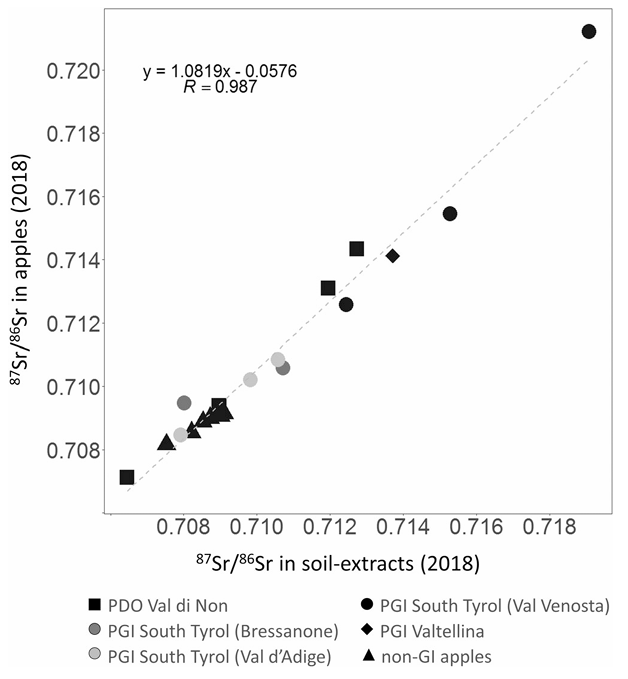 y = 1.0819x - 0.0576
R = 0.987
⁸⁷Sr/⁸⁶Sr in apples (2018)
0.720
0.718
0.716
0.714
0.712
0.710
0.708
0.708 0.710 0.712 0.714 0.716 0.718
⁸⁷Sr/⁸⁶Sr in soil-extracts (2018)
PDO Val di Non
PGI South Tyrol (Val Venosta)
PGI South Tyrol (Bressanone)
PGI Valtellina
PGI South Tyrol (Val d'Adige)
non-GI apples